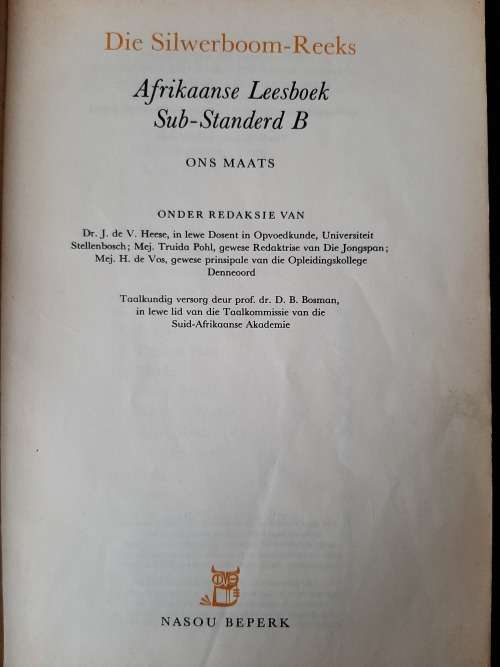 Die Silwerboom-Reeks
Afrikaanse Leesboek
Sub-Standerd B
ONS MAATS
ONDER REDAKSIE VAN
Dr. J. de V. Heese, in lewe Dosent in Opvoedkunde, Universiteit
Stellenbosch; Mej. Truida Pohl, gewese Redaktrise van Die Jongspan;
Mej. H. de Vos, gewese prinsipale van die Opleidingskollege
Denneoord
Taalkundig versorg deur prof. dr. D. B. Bosman,
in lewe lid van die Taalkommissie van die
Suid-Afrikaanse Akademie
NASOU BEPERK